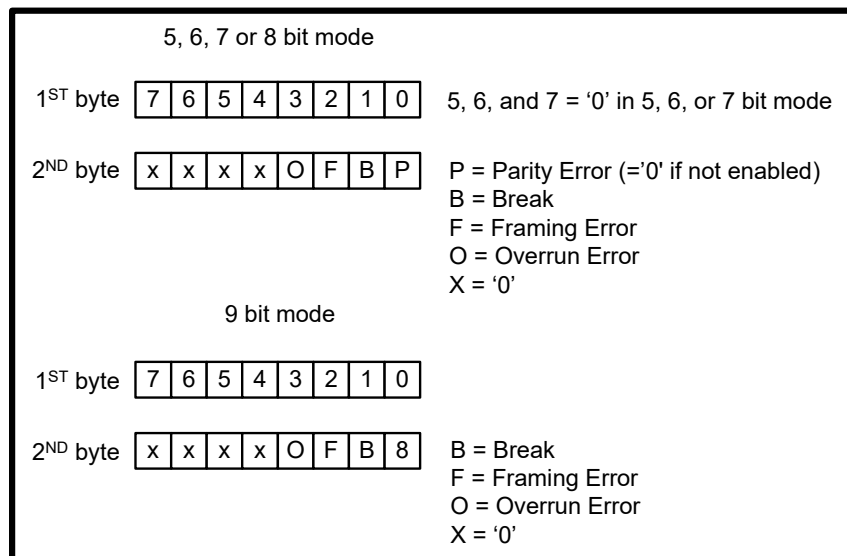 5, 6, 7 or 8 bit mode
1ST byte 7 6 5 4 3 2 1 0 5, 6, and 7 = ‘0’ in 5, 6, or 7 bit mode
2ND byte x x x x O F B P P = Parity Error (=’0' if not enabled)
B = Break
F = Framing Error
O = Overrun Error
X = ‘0’
9 bit mode
1ST byte 7 6 5 4 3 2 1 0
2ND byte x x x x O F B 8 B = Break
F = Framing Error
O = Overrun Error
X = ‘0’